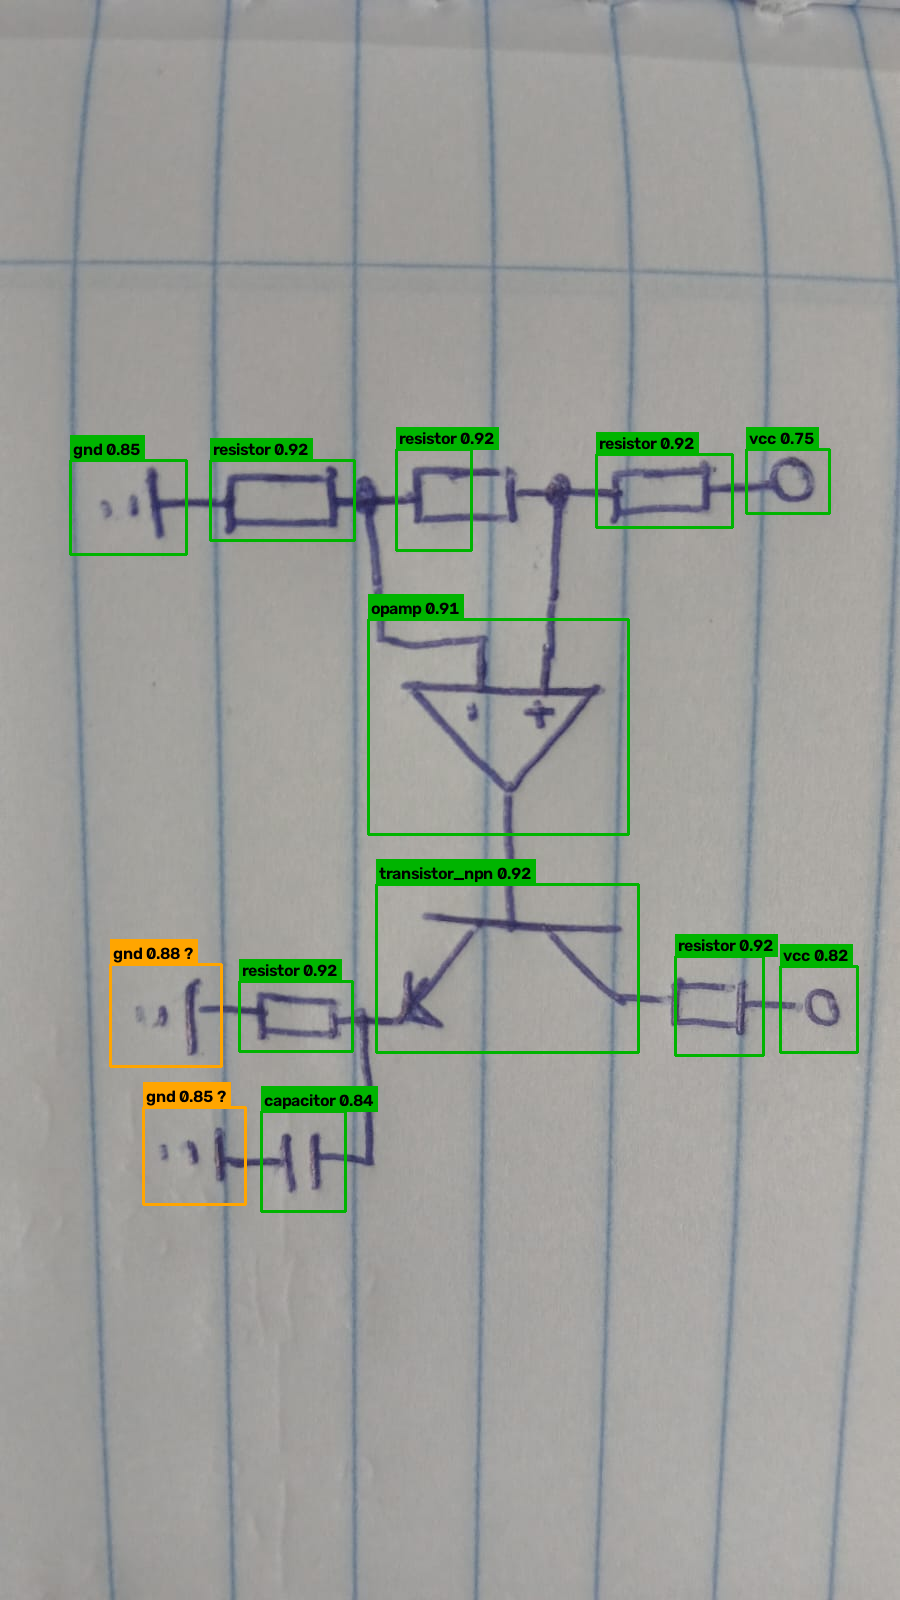 resistor 0.92
vcc 0.75
gnd 0.85
resistor 0.92
resistor 0.92
opamp 0.91
+
transistor_npn 0.92
gnd 0.88 ?
resistor 0.92
resistor 0.92
vcc 0.82
gnd 0.85 ?
capacitor 0.84